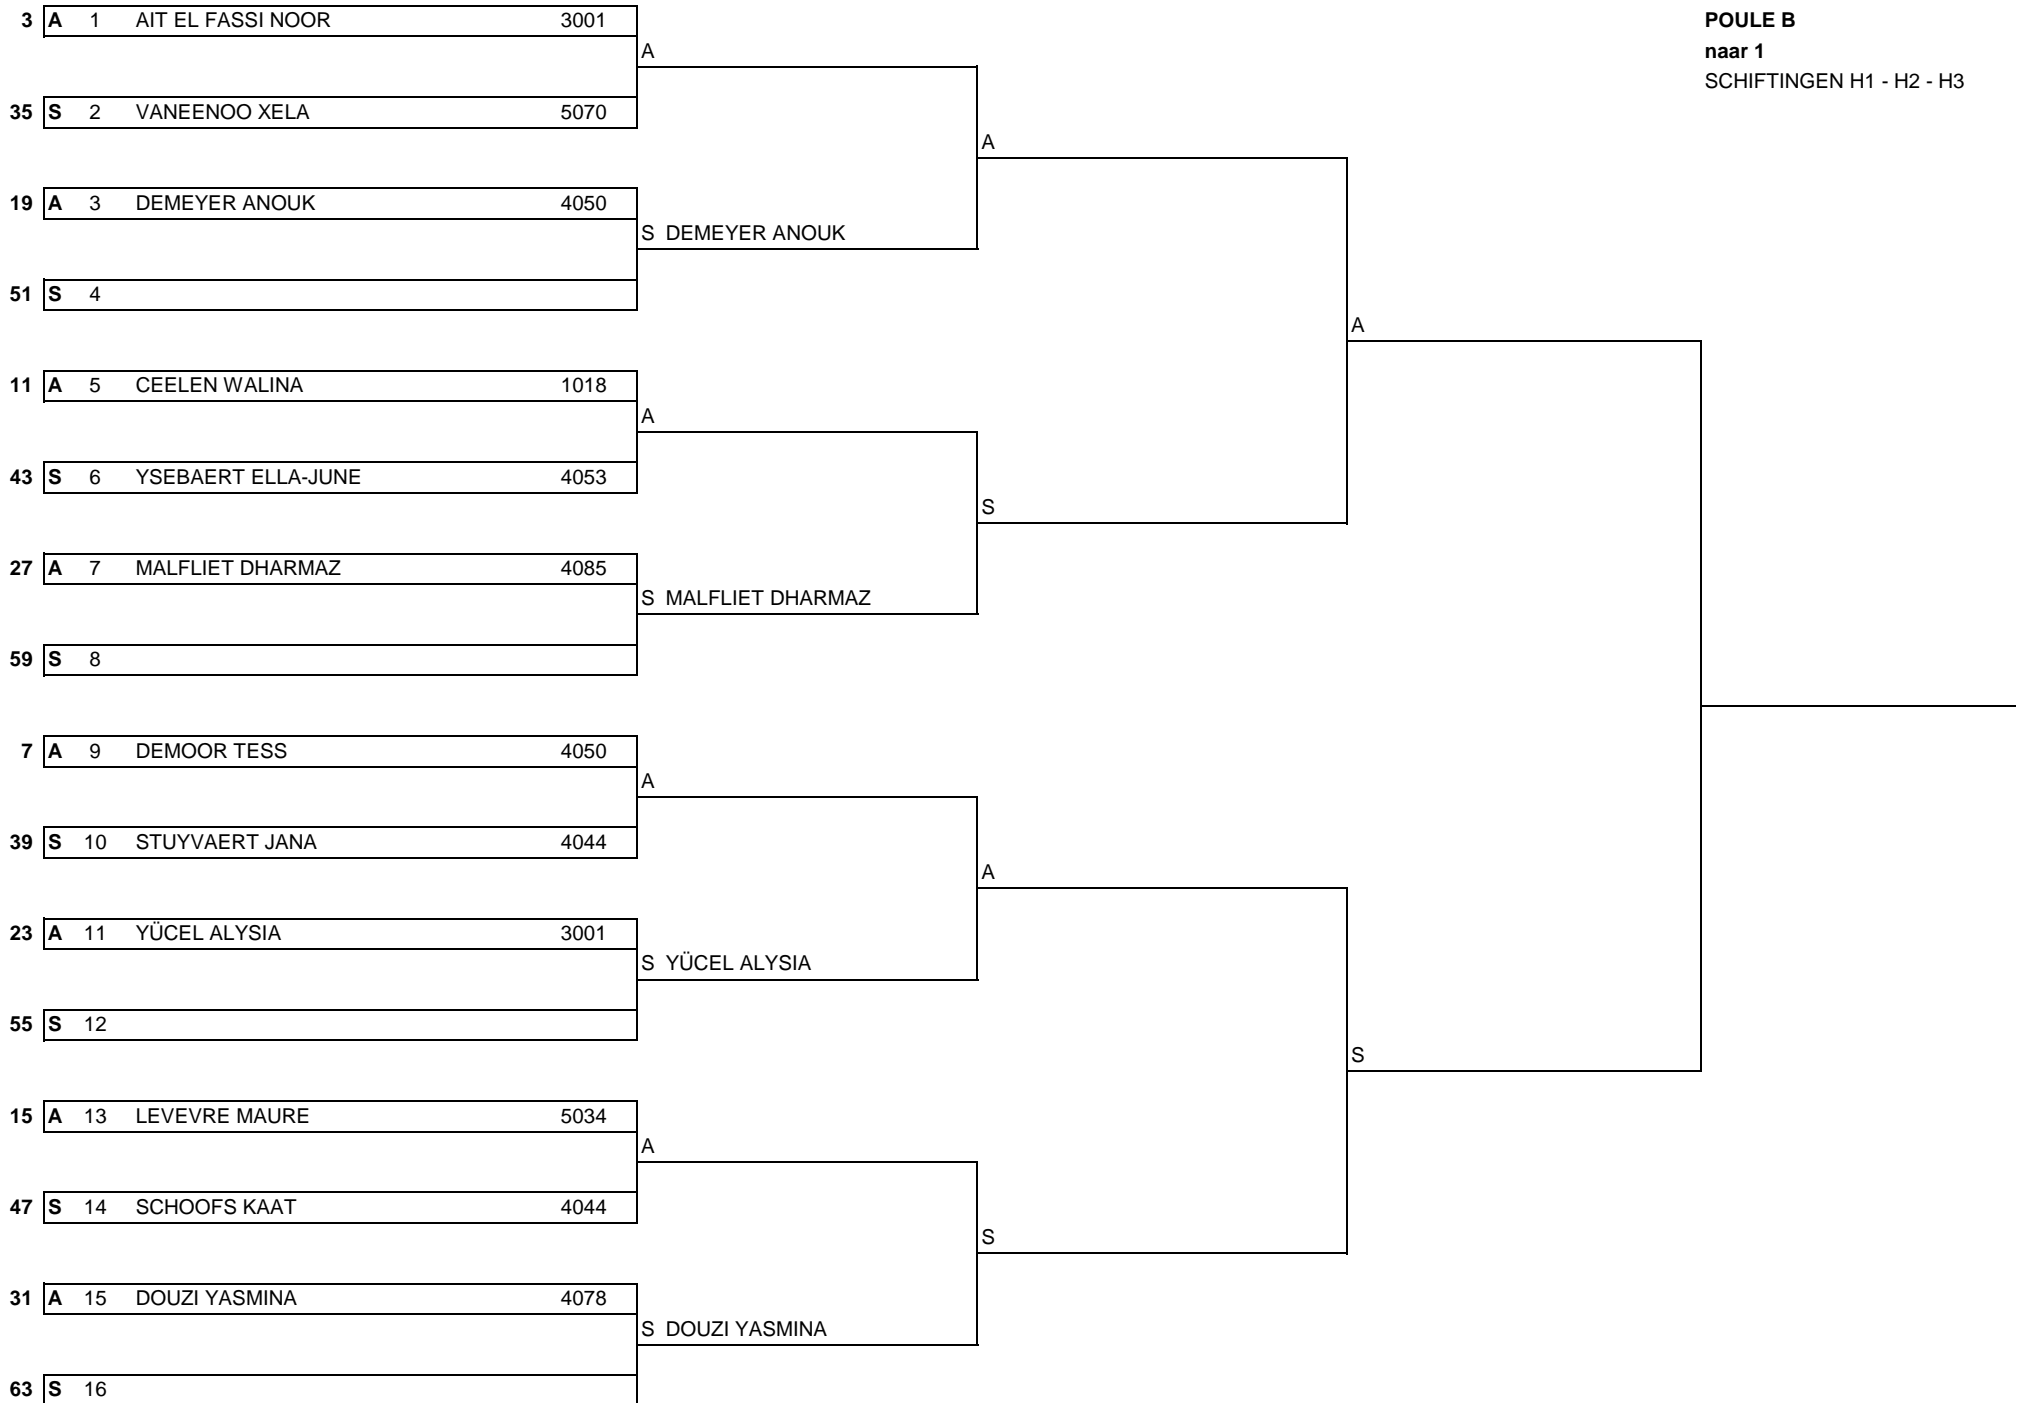 3 A 1 AIT EL FASSI NOOR 3001
POULE B
A
naar 1
SCHIFTINGEN H1 - H2 - H3
35 S 2 VANEENOO XELA 5070
A
19 A 3 DEMEYER ANOUK 4050
S DEMEYER ANOUK
51 S 4
A
11 A 5 CEELEN WALINA 1018
A
43 S 6 YSEBAERT ELLA-JUNE 4053
S
27 A 7 MALFLIET DHARMAZ 4085
S MALFLIET DHARMAZ
59 S 8
7 A 9 DEMOOR TESS 4050
A
39 S 10 STUYVAERT JANA 4044
A
23 A 11 YÜCEL ALYSIA 3001
S YÜCEL ALYSIA
55 S 12
S
15 A 13 LEVEVRE MAURE 5034
A
47 S 14 SCHOOFS KAAT 4044
S
31 A 15 DOUZI YASMINA 4078
S DOUZI YASMINA
63 S 16